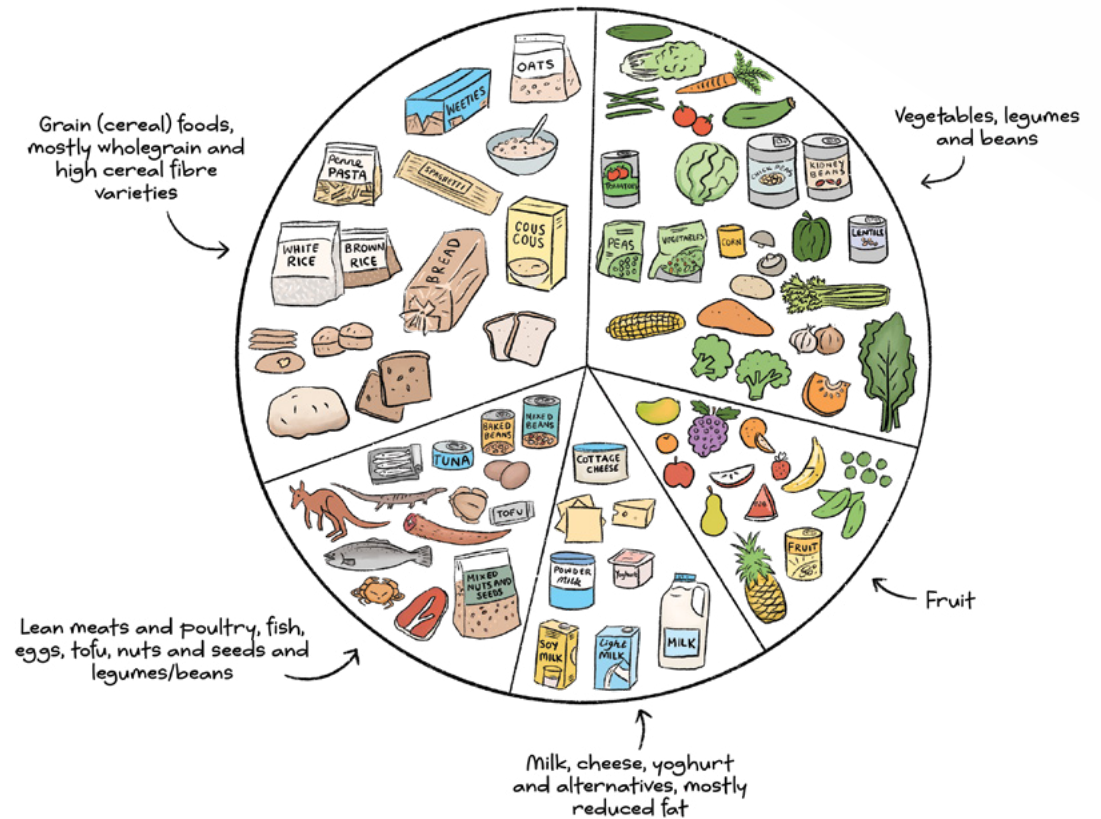 Grain (cereal) foods,
mostly wholegrain and
high cereal fibre
varieties
OATS
WEETIES
Penne
PASTA
SPAGHETTI
WHITE
RICE
BROWN
RICE
BREAD
COUS
COUS
Vegetables, legumes
and beans
TOMATOES
CHICK PEAS
KIDNEY
BEANS
PEAS
VEGETABLES
CORN
LENTILS
Lean meats and poultry, fish,
eggs, tofu, nuts and seeds and
legumes/beans
TUNA
BAKED
BEANS
MIXED
BEANS
TOFU
MIXED
NUTS AND
SEEDS
COTTAGE
CHEESE
POWDER
MILK
Yoghurt
SOY
MILK
Light
MILK
MILK
Milk, cheese, yoghurt
and alternatives, mostly
reduced fat
FRUIT
Fruit